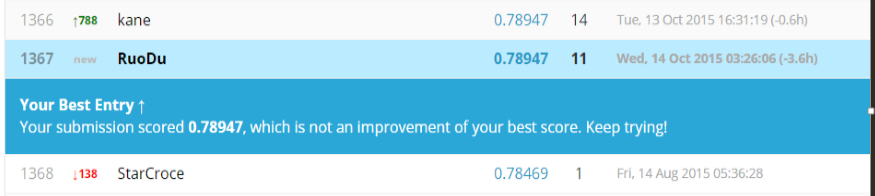 1366 ↑788 kane 0.78947 14 Tue, 13 Oct 2015 16:31:19 (-0.6h)
1367 new RuoDu 0.78947 11 Wed, 14 Oct 2015 03:26:06 (-3.6h)
Your Best Entry ↑
Your submission scored 0.78947, which is not an improvement of your best score. Keep trying!
1368 ↓138 StarCroce 0.78469 1 Fri, 14 Aug 2015 05:36:28